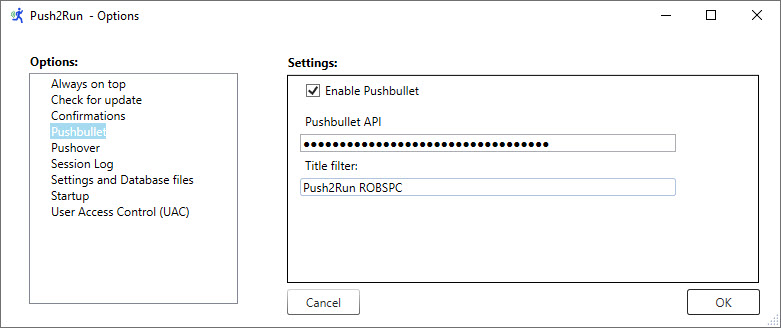 Push2Run - Options
Options:
Always on top
Check for update
Confirmations
Pushbullet
Pushover
Session Log
Settings and Database files
Startup
User Access Control (UAC)
Settings:
Enable Pushbullet
Pushbullet API
●●●●●●●●●●●●●●●●●●●●●●●●●●●●●●●●●●
Title filter:
Push2Run ROBSPC
Cancel
OK